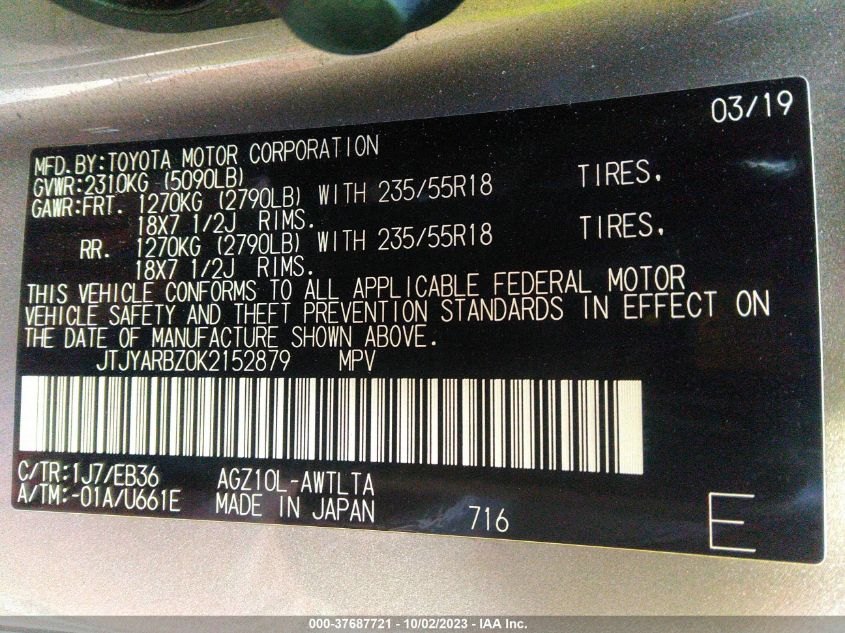 03/19
MFD.BY:TOYOTA MOTOR CORPORATION
GVWR:2310KG (5090LB)
GAWR:FRT. 1270KG (2790LB) WITH 235/55R18 TIRES,
18X7 1/2J RIMS.
RR. 1270KG (2790LB) WITH 235/55R18 TIRES,
18X7 1/2J RIMS.
THIS VEHICLE CONFORMS TO ALL APPLICABLE FEDERAL MOTOR
VEHICLE SAFETY AND THEFT PREVENTION STANDARDS IN EFFECT ON
THE DATE OF MANUFACTURE SHOWN ABOVE.
JTJYARBZ0K2152879 MPV
C/TR:1J7/EB36 AGZ10L-AWTLTA
A/TM:-01A/U661E MADE IN JAPAN 716 E
000-37687721 - 10/02/2023 - IAA Inc.